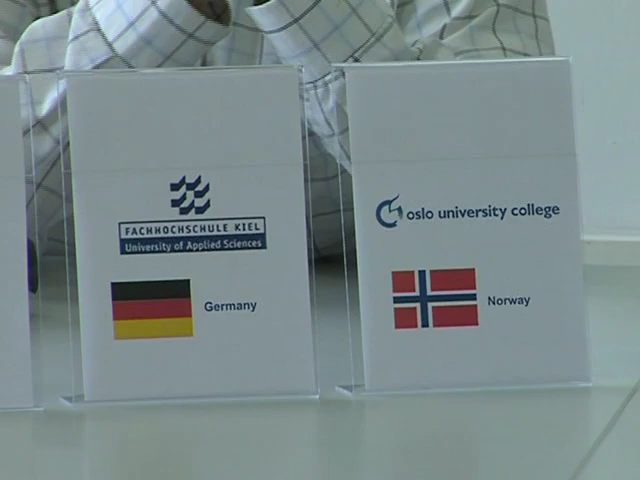 FACHHOCHSCHULE KIEL
University of Applied Sciences
Germany
oslo university college
Norway